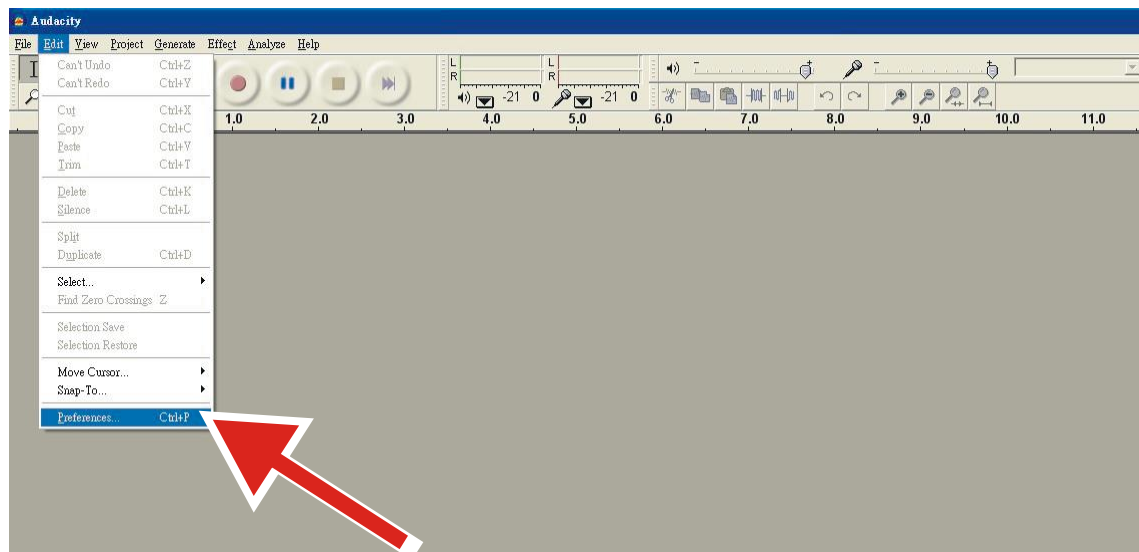 Audacity
File Edit View Project Generate Effect Analyze Help
Can't Undo Ctrl+Z
Can't Redo Ctrl+Y
Cut Ctrl+X
Copy Ctrl+C
Paste Ctrl+V
Trim Ctrl+T
Delete Ctrl+K
Silence Ctrl+L
Split
Duplicate Ctrl+D
Select...
Find Zero Crossings Z
Selection Save
Selection Restore
Move Cursor...
Snap-To...
Preferences... Ctrl+P
L L
R R
-21 0 -21 0
1.0 2.0 3.0 4.0 5.0 6.0 7.0 8.0 9.0 10.0 11.0